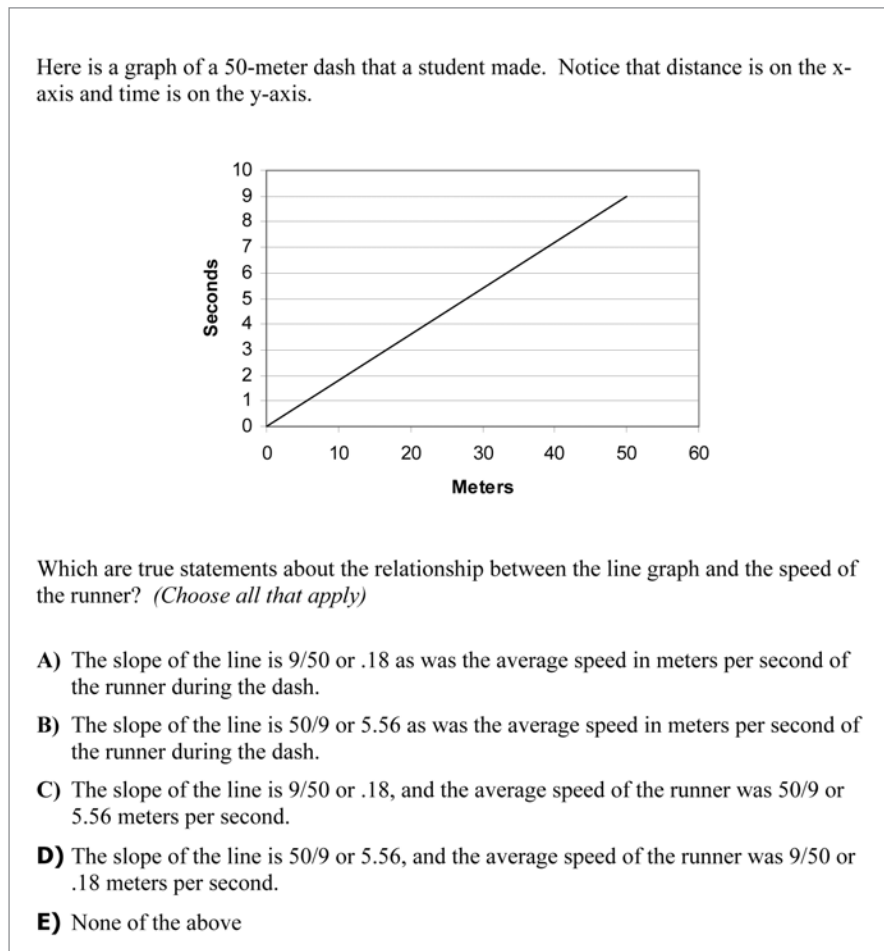 Here is a graph of a 50-meter dash that a student made.  Notice that distance is on the x-
axis and time is on the y-axis.
10
9
8
7
6
5
4
3
2
1
0
Seconds
0 10 20 30 40 50 60
Meters
Which are true statements about the relationship between the line graph and the speed of
the runner?  (Choose all that apply)
A) The slope of the line is 9/50 or .18 as was the average speed in meters per second of
the runner during the dash.
B) The slope of the line is 50/9 or 5.56 as was the average speed in meters per second of
the runner during the dash.
C) The slope of the line is 9/50 or .18, and the average speed of the runner was 50/9 or
5.56 meters per second.
D) The slope of the line is 50/9 or 5.56, and the average speed of the runner was 9/50 or
.18 meters per second.
E) None of the above